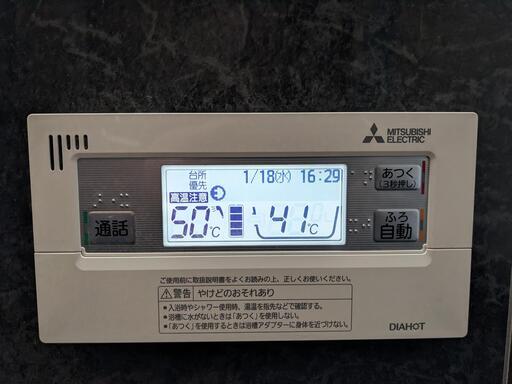 MITSUBISHI
ELECTRIC
台所
優先
1/18(水) 16:29
高温注意
50℃
41℃
あつく
(3秒押し)
通話
ふろ
自動
ご使用前に取扱説明書をよくお読みの上、正しくお使いください。
警告 やけどのおそれあり
●入浴時やシャワー使用時、湯温を指先などで確認する。
●浴槽に水がないときは「あつく」を使用しない。
●「あつく」を使用するときは浴槽アダプターに身体を近づけない。
DIAHOT